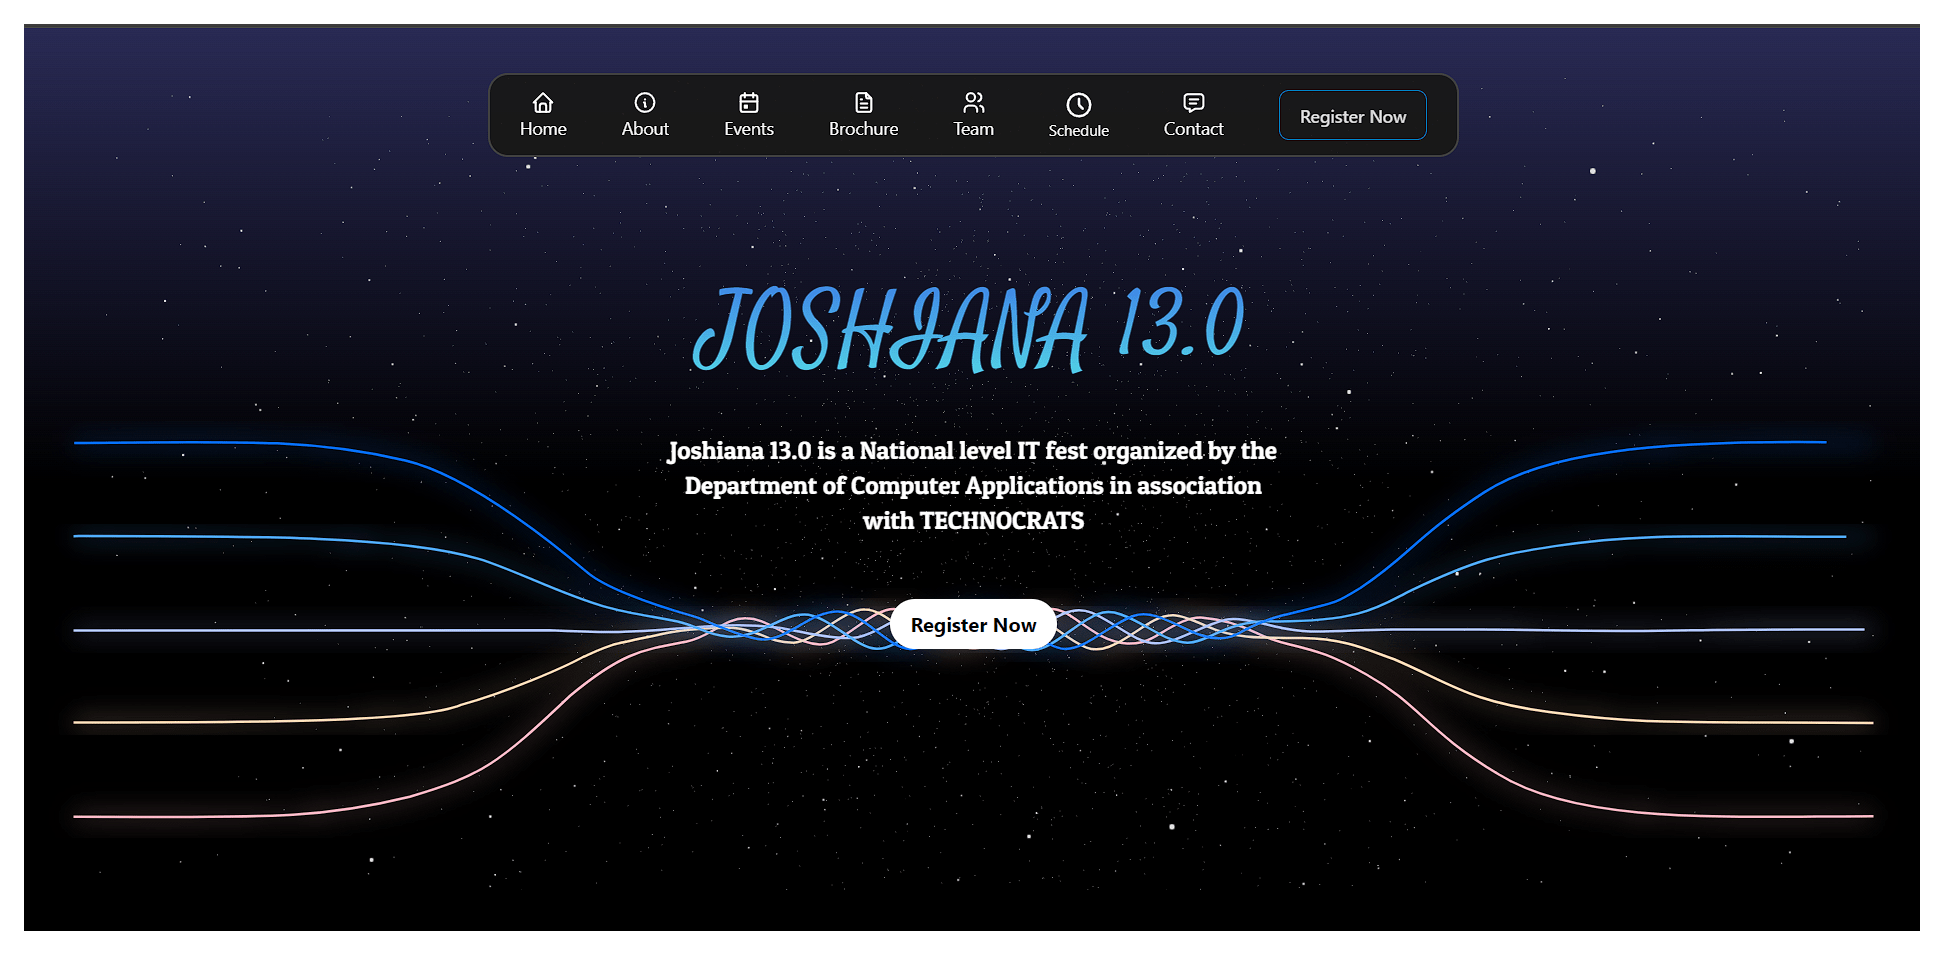 Home About Events Brochure Team Schedule Contact Register Now
JOSHIANA 13.0
Joshiana 13.0 is a National level IT fest organized by the
Department of Computer Applications in association
with TECHNOCRATS
Register Now